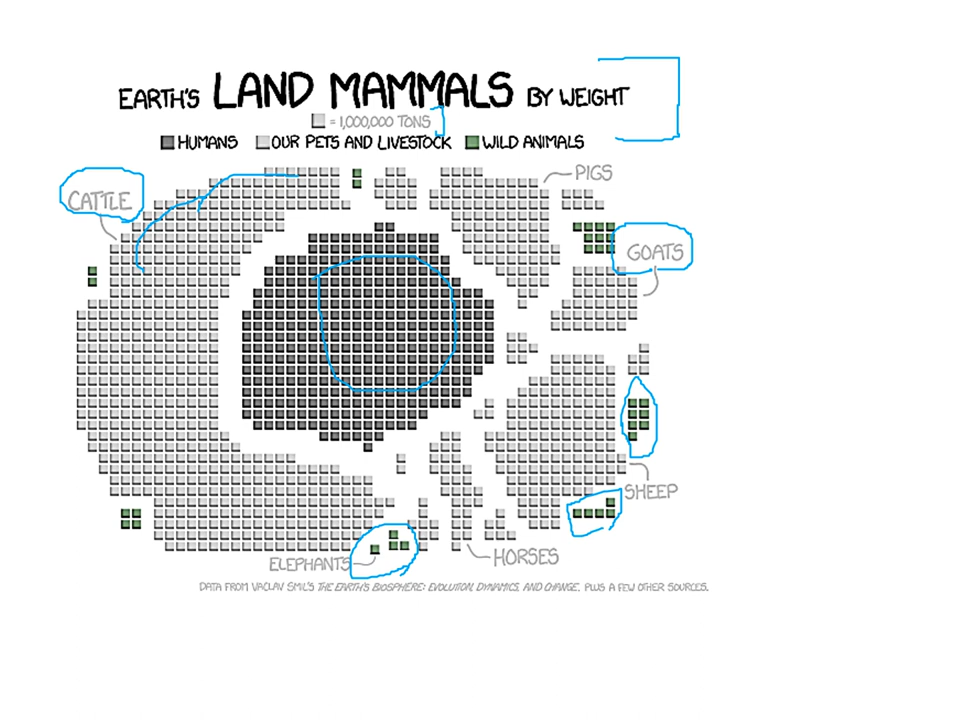 EARTH'S LAND MAMMALS BY WEIGHT
= 1,000,000 TONS
HUMANS OUR PETS AND LIVESTOCK WILD ANIMALS
PIGS
CATTLE
GOATS
SHEEP
HORSES
ELEPHANTS
DATA FROM VACLAV SMIL'S THE EARTH'S BIOSPHERE: EVOLUTION, DYNAMICS, AND CHANGE, PLUS A FEW OTHER SOURCES.